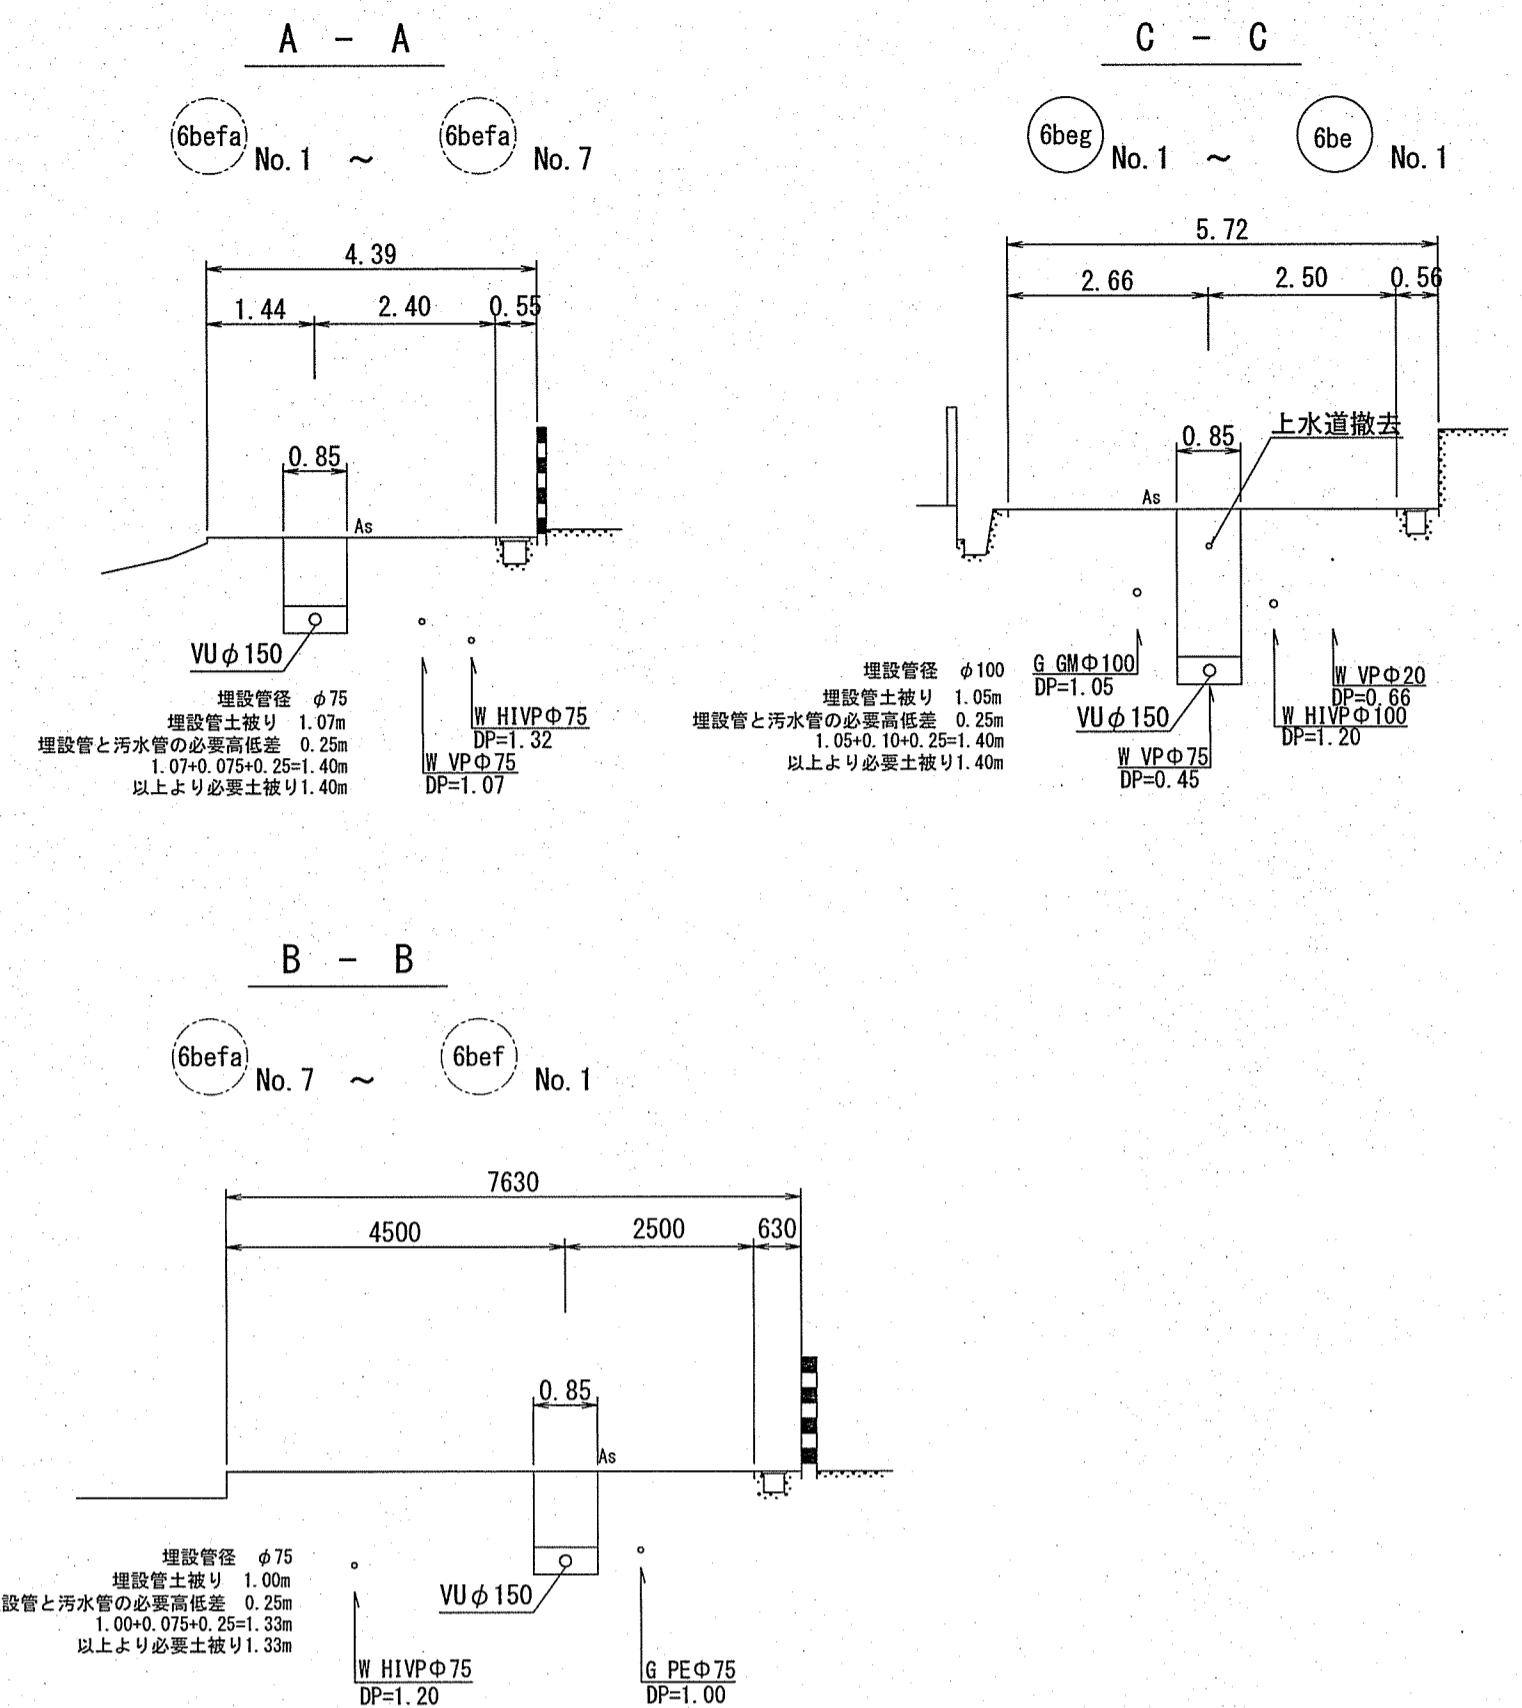 A - A
6befa No.1 ～ 6befa No.7
4.39
1.44 2.40 0.55
0.85
As
VUφ150
埋設管径 φ75
埋設管土被り 1.07m
埋設管と汚水管の必要高低差 0.25m
1.07+0.075+0.25=1.40m
以上より必要土被り1.40m
W HIVPΦ75
DP=1.32
W VPΦ75
DP=1.07
C - C
6beg No.1 ～ 6be No.1
5.72
2.66 2.50 0.56
0.85
上水道撤去
As
埋設管径 φ100
埋設管土被り 1.05m
埋設管と汚水管の必要高低差 0.25m
1.05+0.10+0.25=1.40m
以上より必要土被り1.40m
G GMΦ100
DP=1.05
VUφ150
W VPΦ75
DP=0.45
W VPΦ20
DP=0.66
W HIVPΦ100
DP=1.20
B - B
6befa No.7 ～ 6bef No.1
7630
4500 2500 630
0.85
As
VUφ150
埋設管径 φ75
埋設管土被り 1.00m
設管と汚水管の必要高低差 0.25m
1.00+0.075+0.25=1.33m
以上より必要土被り1.33m
W HIVPΦ75
DP=1.20
G PEΦ75
DP=1.00